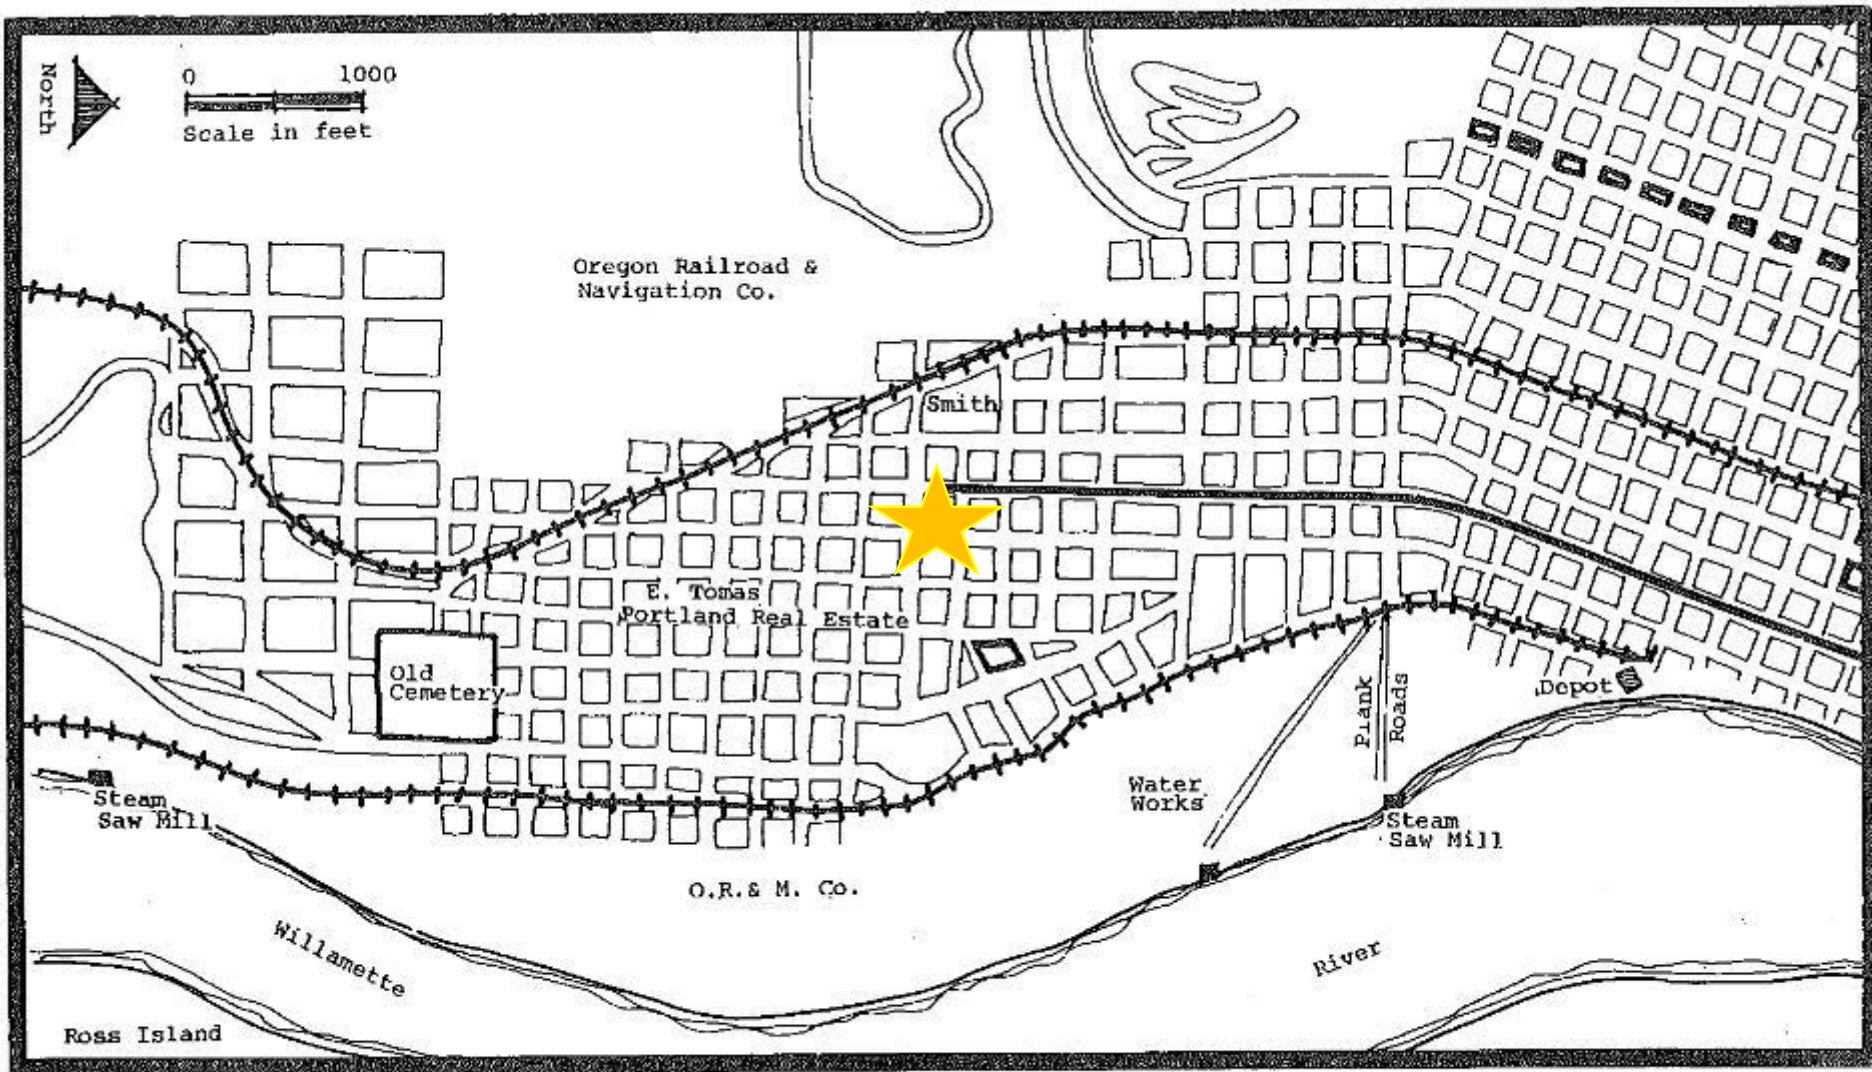 North
0 1000
Scale in feet
Oregon Railroad &
Navigation Co.
Smith
E. Tomas
Portland Real Estate
Old
Cemetery
Plank
Roads
Depot
Water
Works
Steam
Saw Mill
Steam
Saw Mill
O.R.& M. Co.
Willamette
River
Ross Island